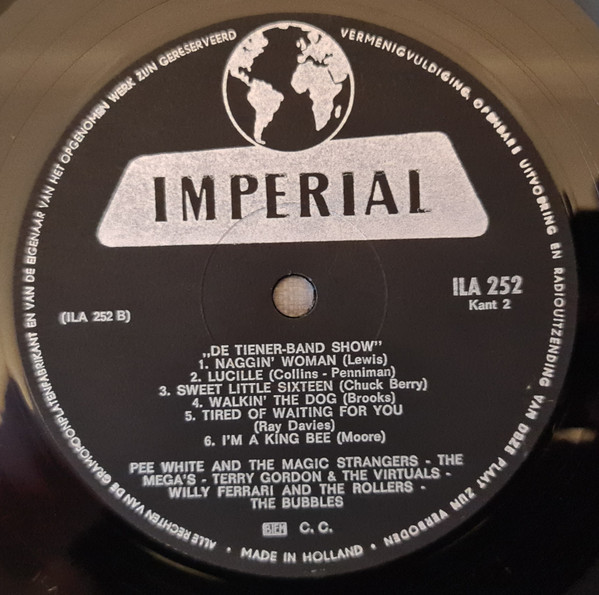 ALLE RECHTEN VAN DE GRAMOFOONPLATENFABRIKANT EN VAN DE EIGENAAR VAN HET OPGENOMEN WERK ZIJN GERESERVEERD
VERMENIGVULDIGING, OPENBARE UITVOERING EN RADIOUITZENDING VAN DEZE PLAAT ZIJN VERBODEN
IMPERIAL
ILA 252
Kant 2
(ILA 252 B)
„DE TIENER-BAND SHOW”
1. NAGGIN' WOMAN (Lewis)
2. LUCILLE (Collins - Penniman)
3. SWEET LITTLE SIXTEEN (Chuck Berry)
4. WALKIN' THE DOG (Brooks)
5. TIRED OF WAITING FOR YOU
(Ray Davies)
6. I'M A KING BEE (Moore)
PEE WHITE AND THE MAGIC STRANGERS - THE
MEGA'S - TERRY GORDON & THE VIRTUALS -
WILLY FERRARI AND THE ROLLERS -
THE BUBBLES
BIEM C. C.
• MADE IN HOLLAND •